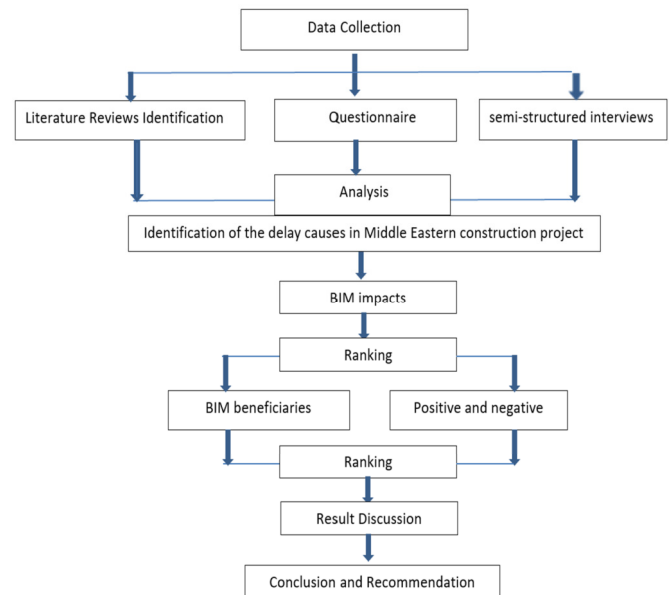 Data Collection
Literature Reviews Identification
Questionnaire
semi-structured interviews
Analysis
Identification of the delay causes in Middle Eastern construction project
BIM impacts
Ranking
BIM beneficiaries
Positive and negative
Ranking
Result Discussion
Conclusion and Recommendation